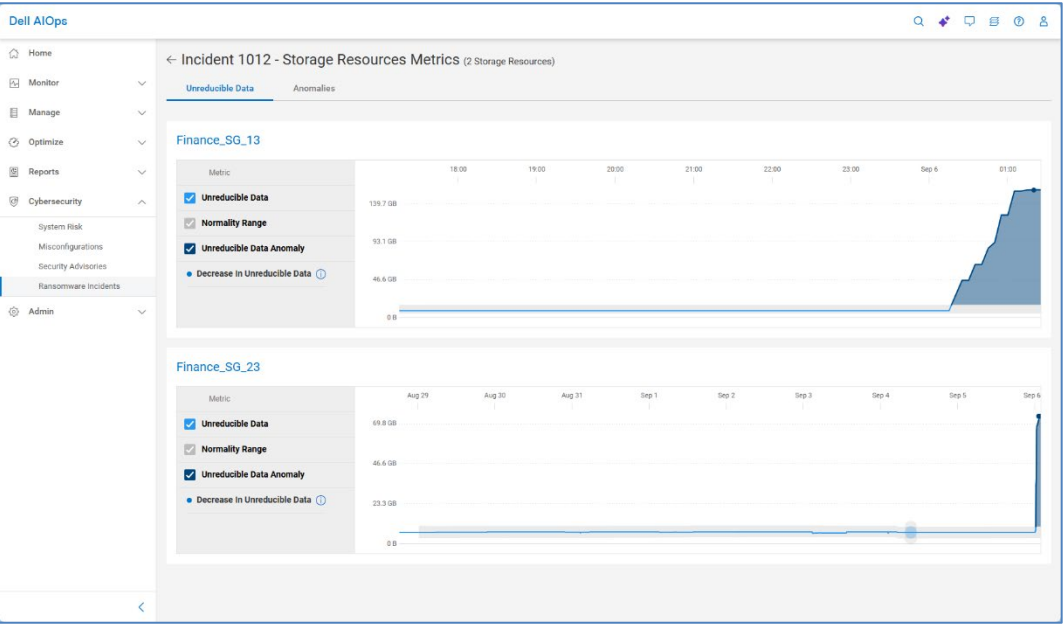 Dell AIOps
Home
Monitor
Manage
Optimize
Reports
Cybersecurity
System Risk
Misconfigurations
Security Advisories
Ransomware Incidents
Admin
← Incident 1012 - Storage Resources Metrics (2 Storage Resources)
Unreducible Data Anomalies
Finance_SG_13
Metric
Unreducible Data
Normality Range
Unreducible Data Anomaly
Decrease In Unreducible Data
18:00 19:00 20:00 21:00 22:00 23:00 Sep 6 01:00
139.7 GB
93.1 GB
46.6 GB
0 B
Finance_SG_23
Metric
Unreducible Data
Normality Range
Unreducible Data Anomaly
Decrease In Unreducible Data
Aug 29 Aug 30 Aug 31 Sep 1 Sep 2 Sep 3 Sep 4 Sep 5 Sep 6
69.8 GB
46.6 GB
23.3 GB
0 B